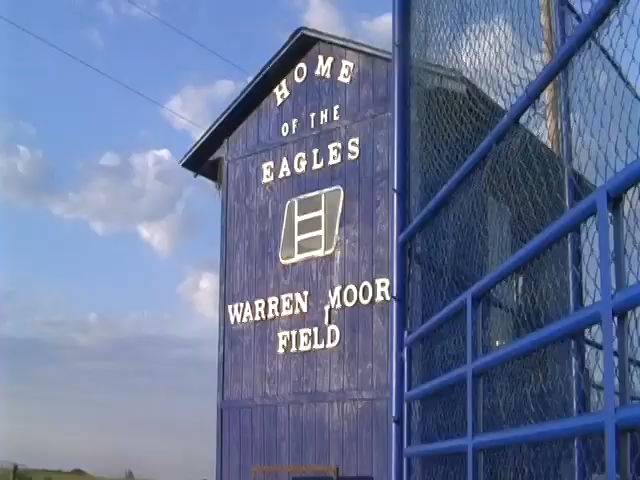 HOME
OF THE
EAGLES
WARREN MOOR
FIELD